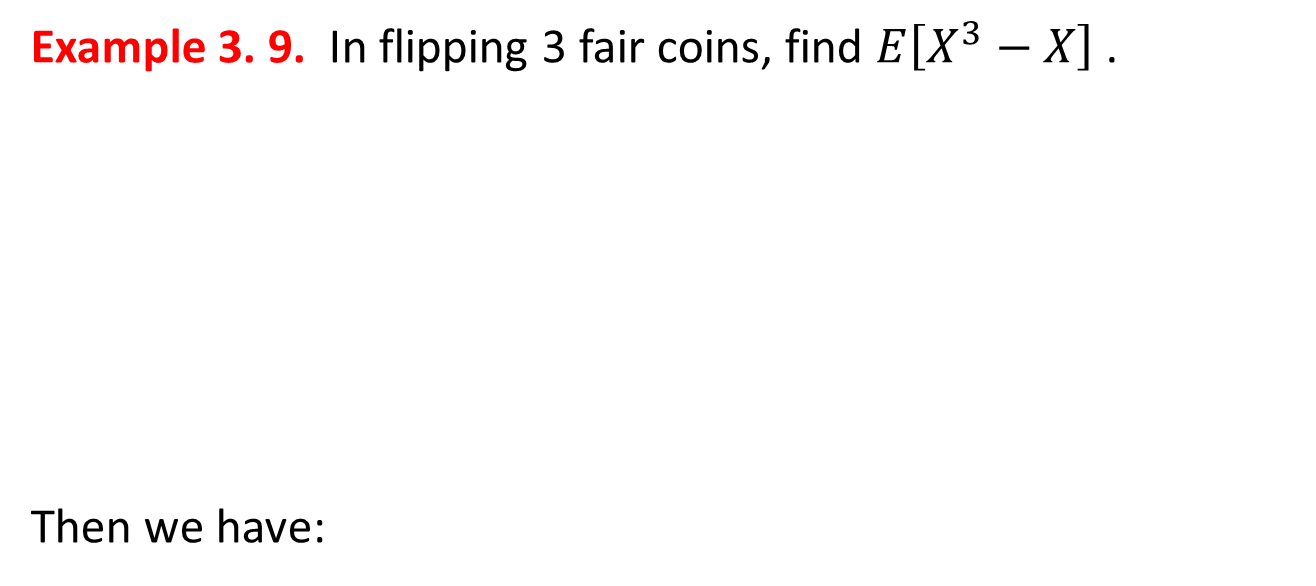 Example 3. 9.  In flipping 3 fair coins, find E[X³ − X] .
Then we have: